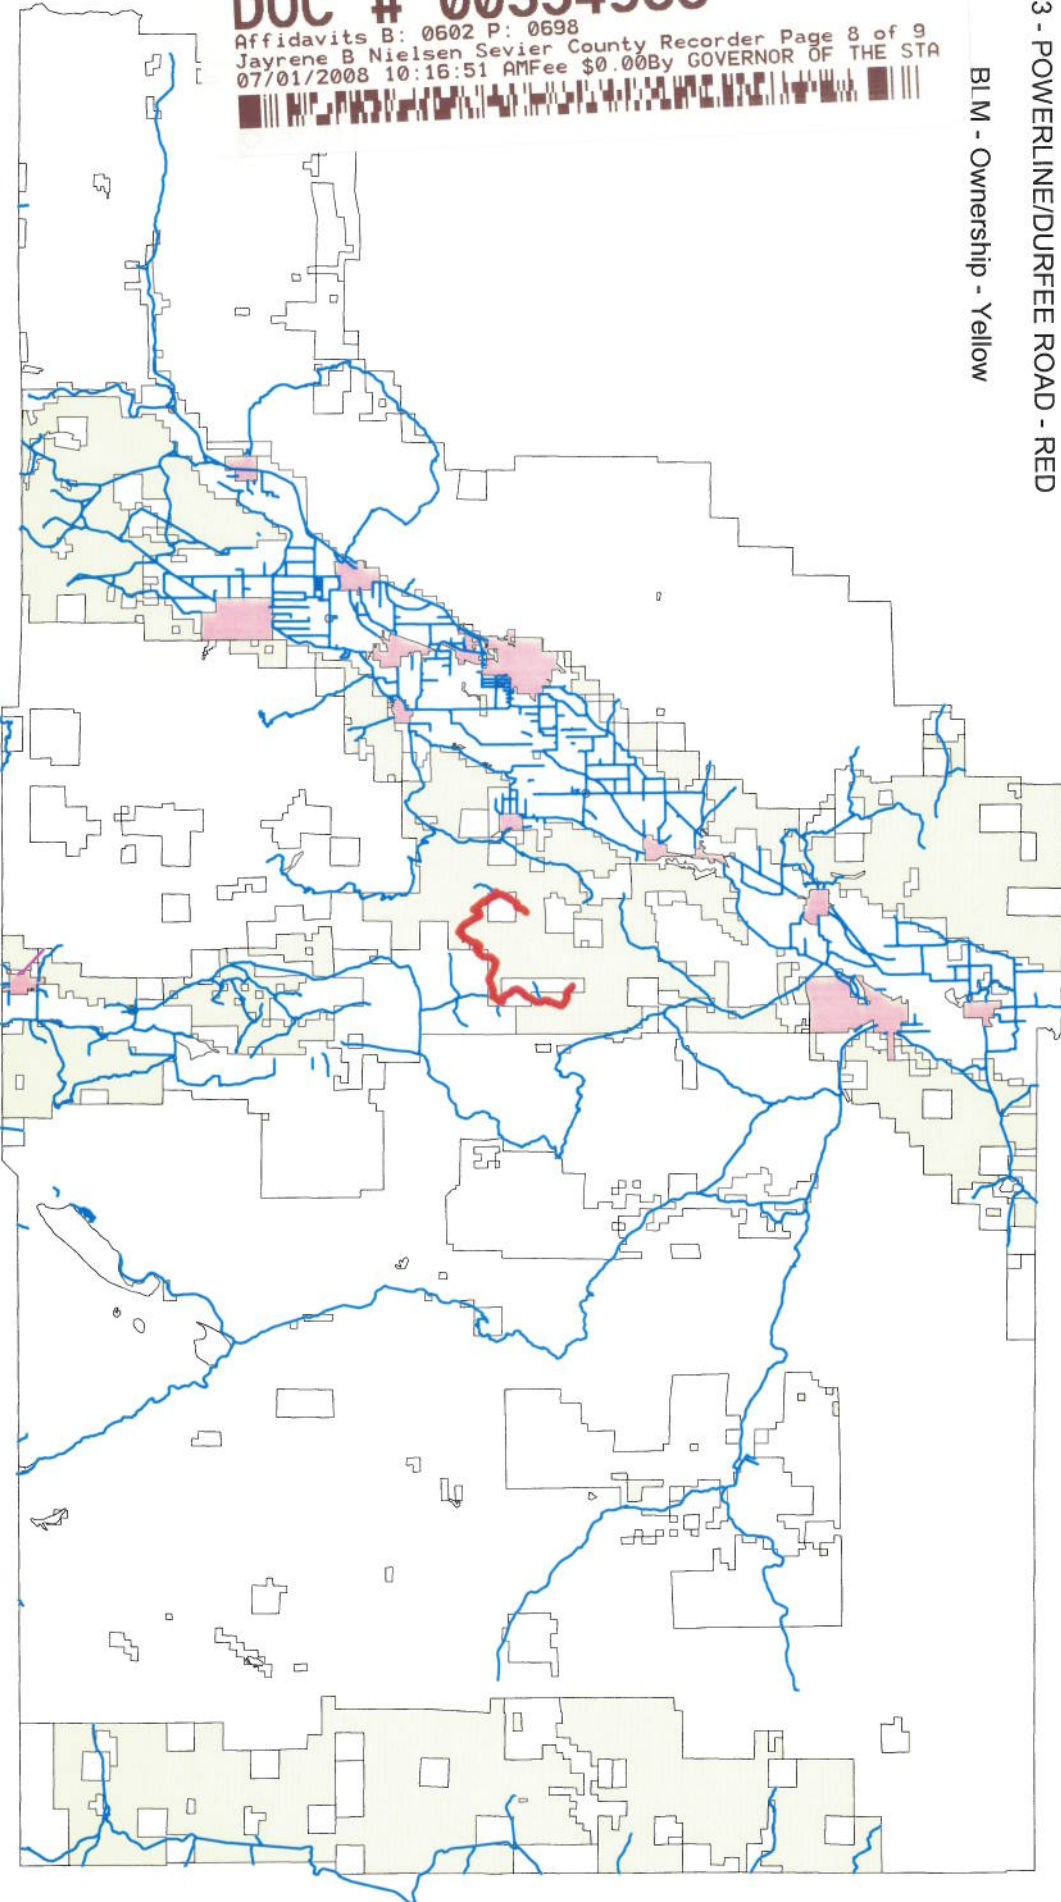 DOC #
Affidavits B: 0602 P: 0698
Jayrene B Nielsen Sevier County Recorder Page 8 of 9
07/01/2008 10:16:51 AMFee $0.00By GOVERNOR OF THE STA
3 - POWERLINE/DURFEE ROAD - RED
BLM - Ownership - Yellow